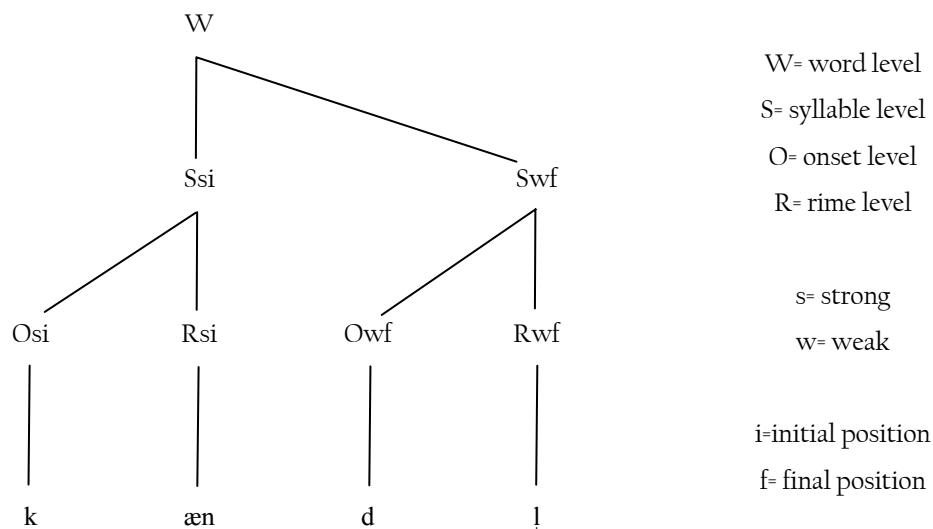 W
Ssi Swf
Osi Rsi Owf Rwf
k æn d l̩
W= word level
S= syllable level
O= onset level
R= rime level
s= strong
w= weak
i=initial position
f= final position